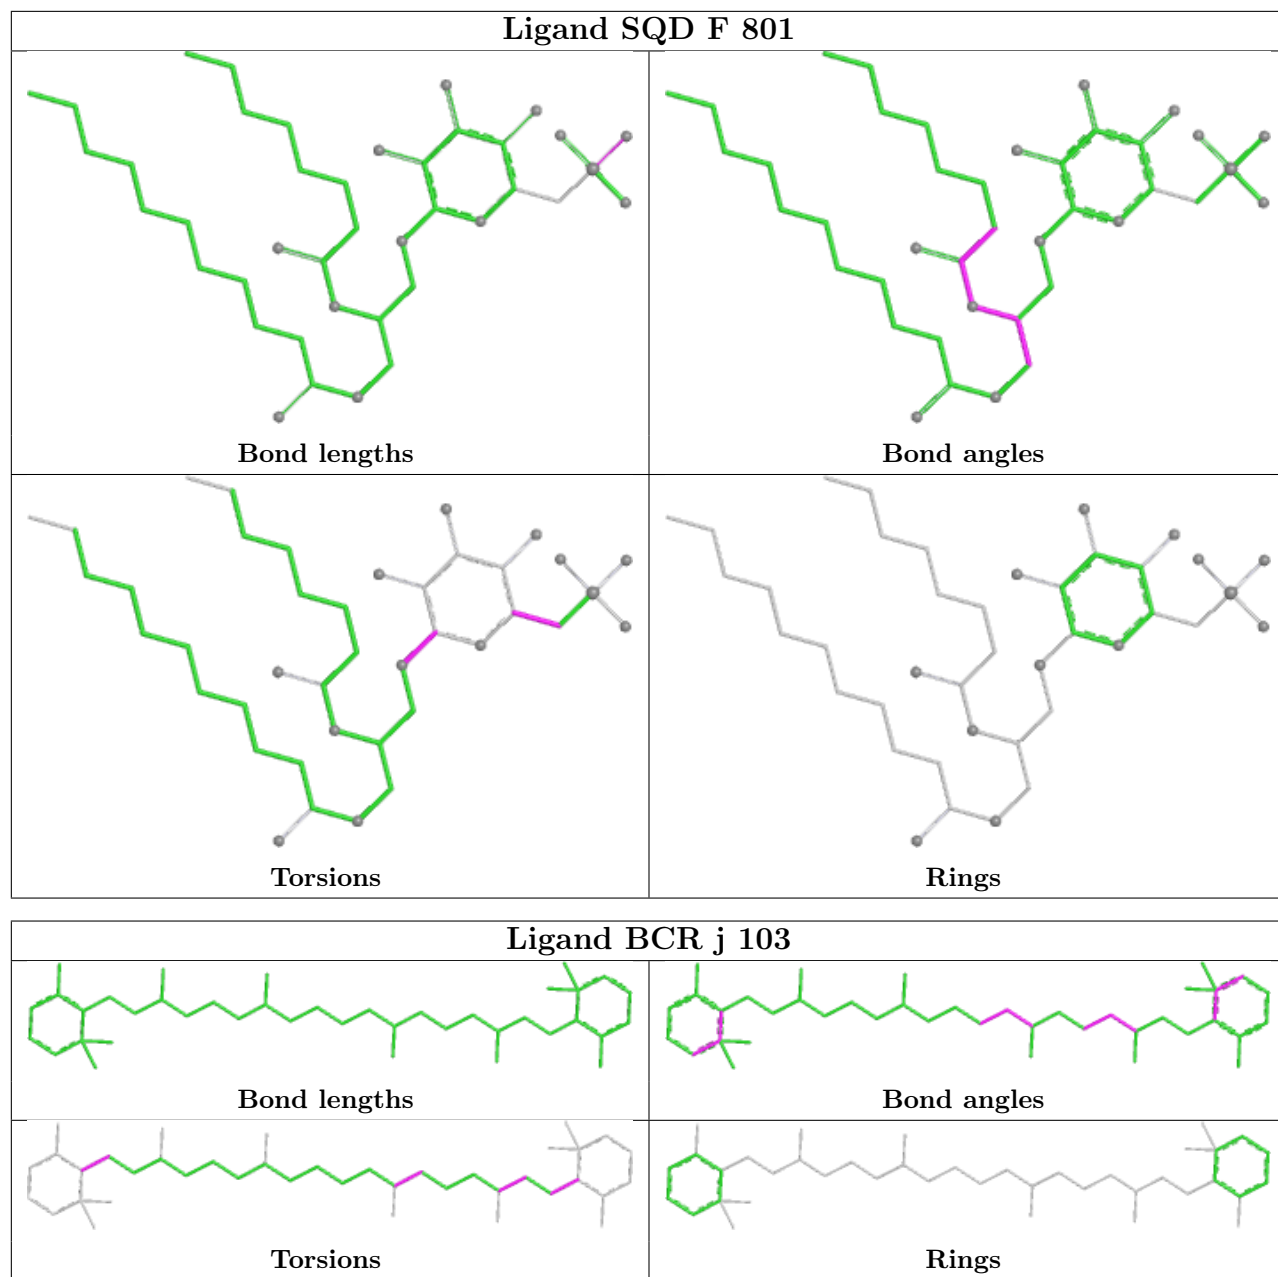 Ligand SQD F 801
Bond lengths
Bond angles
Torsions
Rings
Ligand BCR j 103
Bond lengths
Bond angles
Torsions
Rings